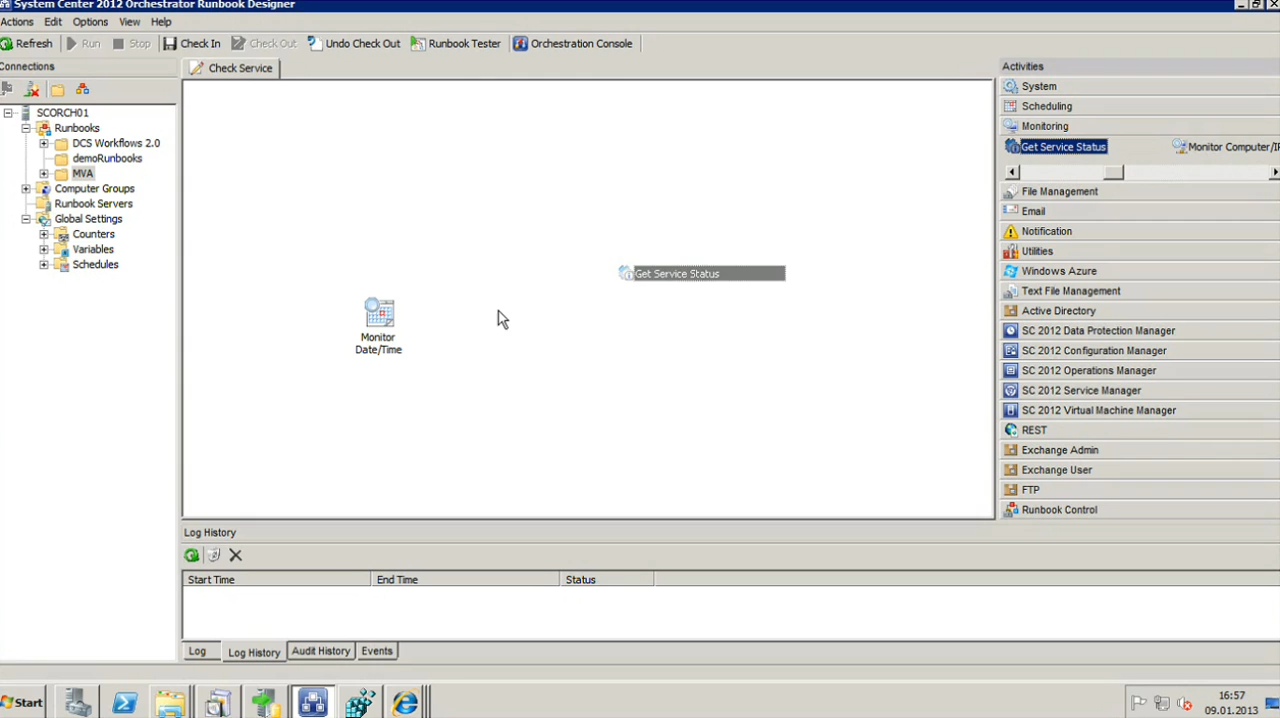 System Center 2012 Orchestrator Runbook Designer
Actions Edit Options View Help
Refresh Run Stop Check In Check Out Undo Check Out Runbook Tester Orchestration Console
Connections
SCORCH01
Runbooks
DCS Workflows 2.0
demoRunbooks
MVA
Computer Groups
Runbook Servers
Global Settings
Counters
Variables
Schedules
Check Service
Get Service Status
Monitor
Date/Time
Activities
System
Scheduling
Monitoring
Get Service Status Monitor Computer/IP
File Management
Email
Notification
Utilities
Windows Azure
Text File Management
Active Directory
SC 2012 Data Protection Manager
SC 2012 Configuration Manager
SC 2012 Operations Manager
SC 2012 Service Manager
SC 2012 Virtual Machine Manager
REST
Exchange Admin
Exchange User
FTP
Runbook Control
Log History
Start Time End Time Status
Log Log History Audit History Events
Start
16:57
09.01.2013